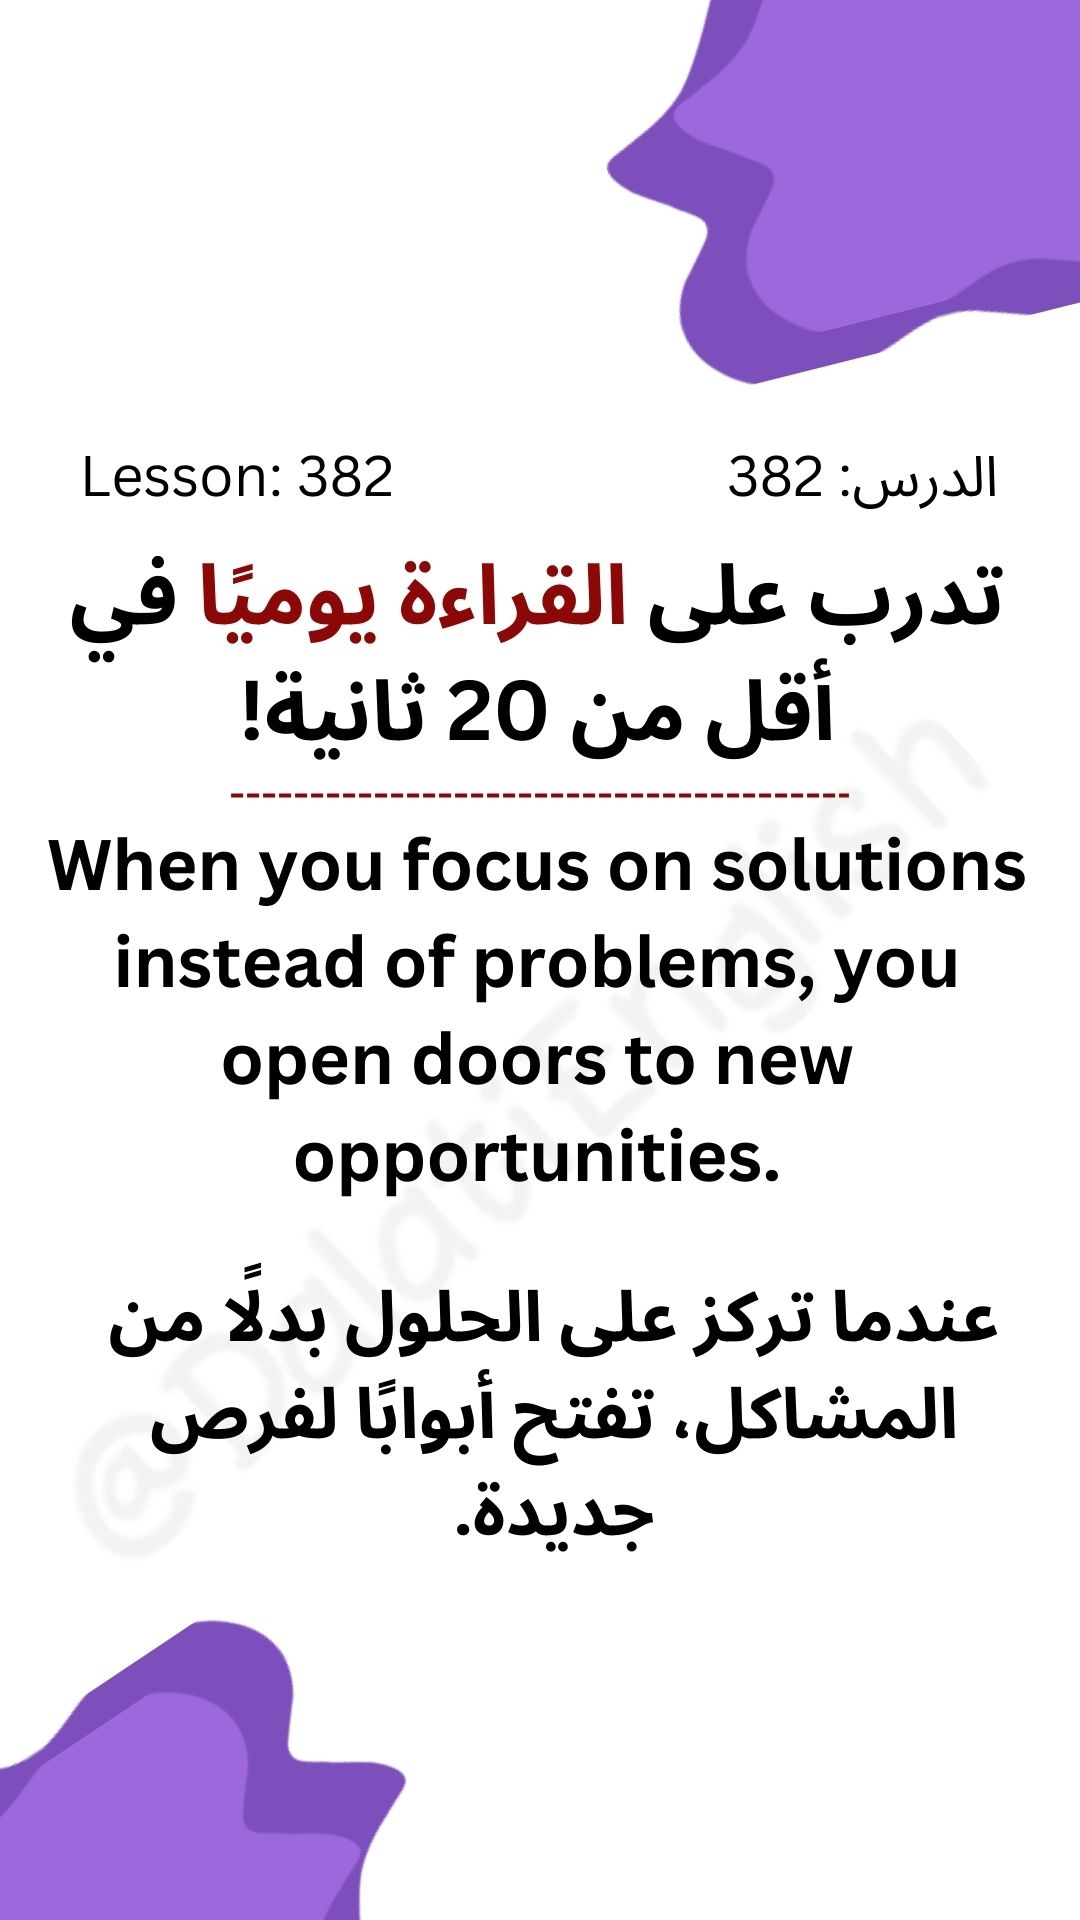 Lesson: 382
الدرس: 382
تدرب على القراءة يوميًا في
أقل من 20 ثانية!
--------------------------------------
When you focus on solutions
instead of problems, you
open doors to new
opportunities.
عندما تركز على الحلول بدلًا من
المشاكل، تفتح أبوابًا لفرص
جديدة.
@DalatiEnglish